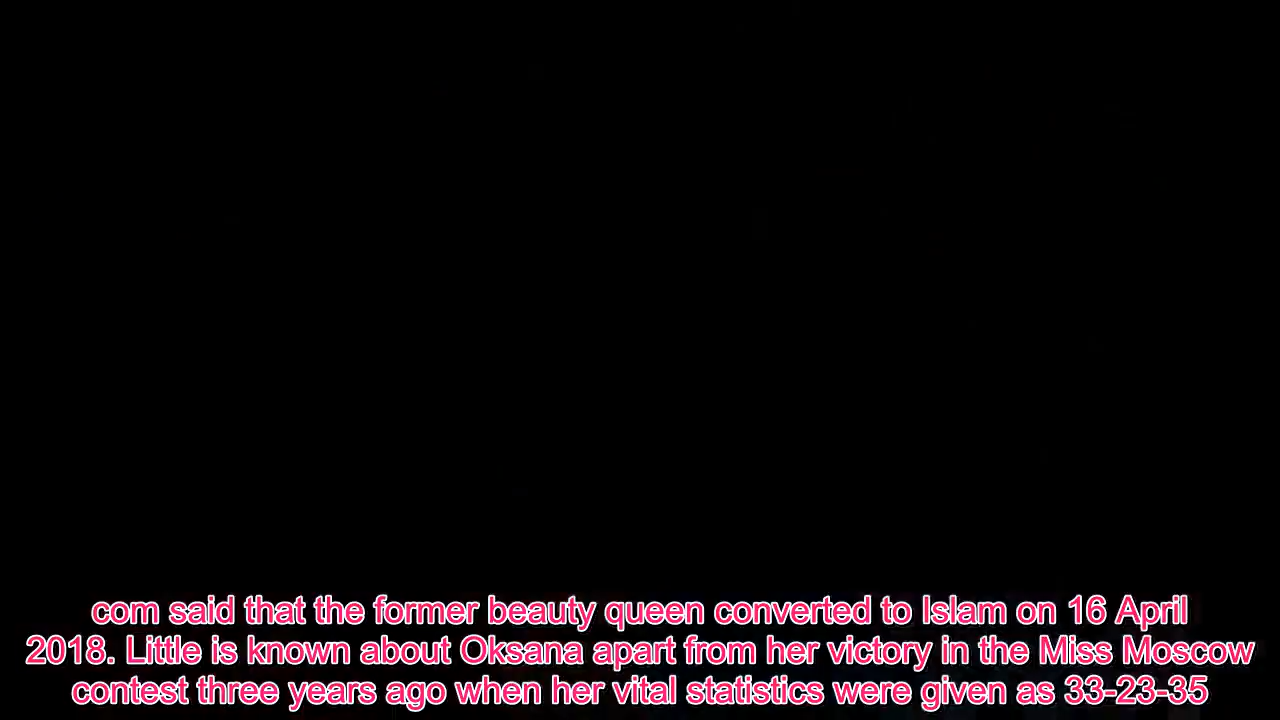 com said that the former beauty queen converted to Islam on 16 April
2018. Little is known about Oksana apart from her victory in the Miss Moscow
contest three years ago when her vital statistics were given as 33-23-35